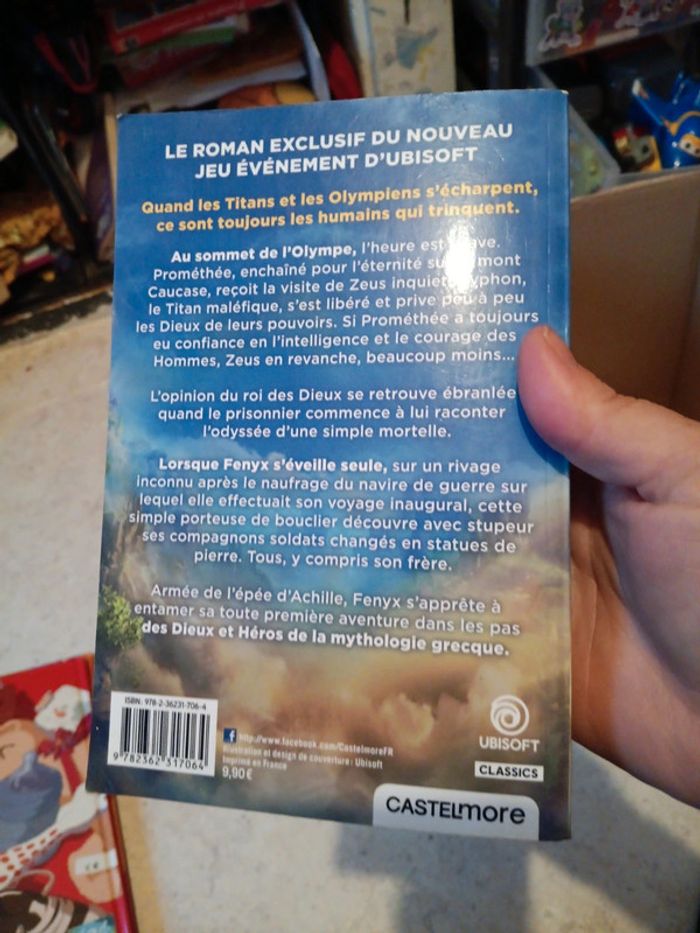 LE ROMAN EXCLUSIF DU NOUVEAU
JEU ÉVÉNEMENT D'UBISOFT
Quand les Titans et les Olympiens s'écharpent,
ce sont toujours les humains qui trinquent.
Au sommet de l'Olympe, l'heure est
Prométhée, enchaîné pour l'éternité mont
Caucase, reçoit la visite de Zeus inquiet
le Titan maléfique, s'est libéré et prive peu à peu
les Dieux de leurs pouvoirs. Si Prométhée a toujours
eu confiance en l'intelligence et le courage des
Hommes, Zeus en revanche, beaucoup moins...
L'opinion du roi des Dieux se retrouve ébranlée
quand le prisonnier commence à lui raconter
l'odyssée d'une simple mortelle.
Lorsque Fenyx s'éveille seule, sur un rivage
inconnu après le naufrage du navire de guerre sur
lequel elle effectuait son voyage inaugural, cette
simple porteuse de bouclier découvre avec stupeur
ses compagnons soldats changés en statues de
pierre. Tous, y compris son frère.
Armée de l'épée d'Achille, Fenyx s'apprête à
entamer sa toute première aventure dans les pas
des Dieux et Héros de la mythologie grecque.
ISBN: 978-2-36231-706-4
9 782362 317064
f http://www.facebook.com/CastelmoreFR
Illustration et design de couverture : Ubisoft
Imprimé en France
9,90 €
UBISOFT
CLASSICS
CASTELmore